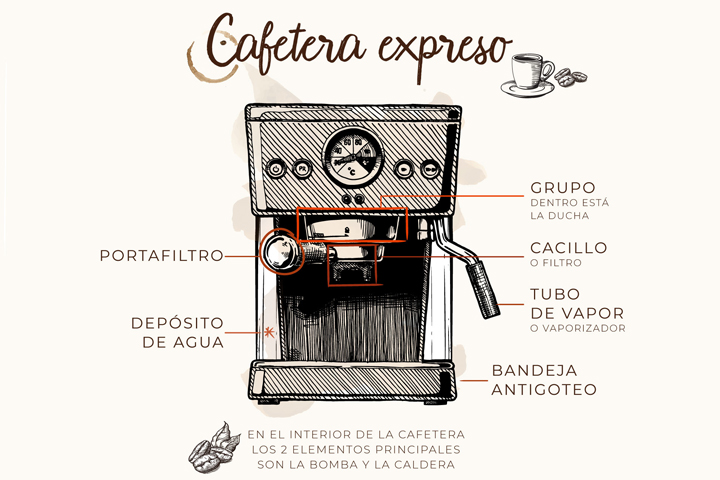 Cafetera expreso
GRUPO
DENTRO ESTÁ
LA DUCHA
PORTAFILTRO
CACILLO
O FILTRO
TUBO
DE VAPOR
O VAPORIZADOR
DEPÓSITO
DE AGUA
BANDEJA
ANTIGOTEO
EN EL INTERIOR DE LA CAFETERA
LOS 2 ELEMENTOS PRINCIPALES
SON LA BOMBA Y LA CALDERA